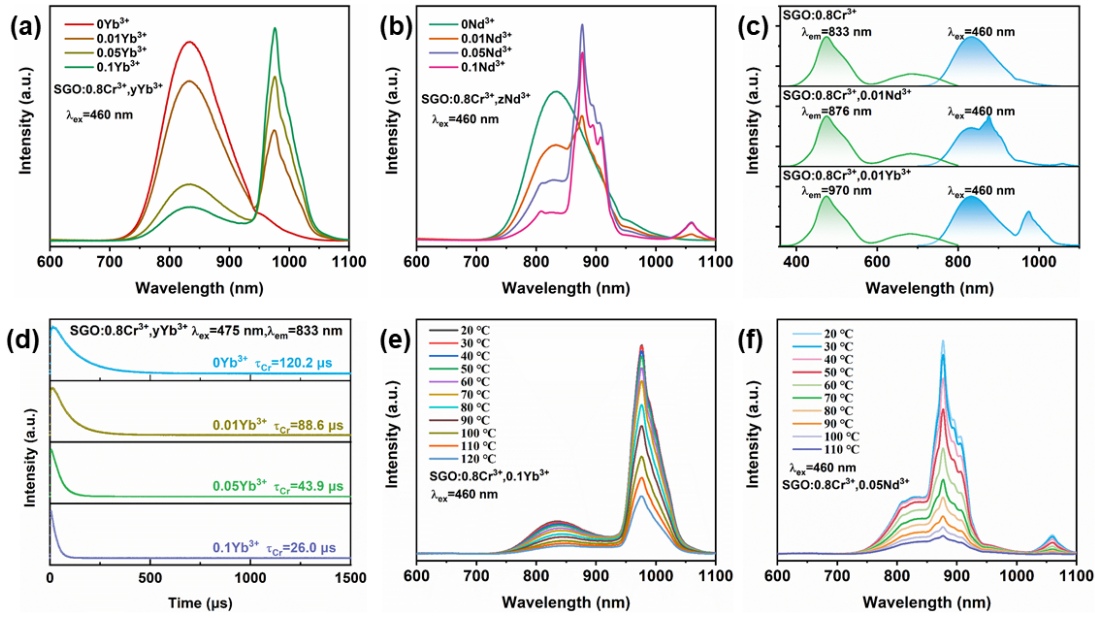 (a)
0Yb³⁺
0.01Yb³⁺
0.05Yb³⁺
0.1Yb³⁺
SGO:0.8Cr³⁺,yYb³⁺
λex=460 nm
Intensity (a.u.)
600 700 800 900 1000 1100
Wavelength (nm)
(b)
0Nd³⁺
0.01Nd³⁺
0.05Nd³⁺
0.1Nd³⁺
SGO:0.8Cr³⁺,zNd³⁺
λex=460 nm
Intensity (a.u.)
600 700 800 900 1000 1100
Wavelength (nm)
(c)
SGO:0.8Cr³⁺
λem=833 nm λex=460 nm
SGO:0.8Cr³⁺,0.01Nd³⁺
λem=876 nm λex=460 nm
SGO:0.8Cr³⁺,0.01Yb³⁺
λem=970 nm λex=460 nm
Intensity (a.u.)
400 600 800 1000
Wavelength (nm)
(d)
SGO:0.8Cr³⁺,yYb³⁺ λex=475 nm,λem=833 nm
0Yb³⁺ τCr=120.2 μs
0.01Yb³⁺ τCr=88.6 μs
0.05Yb³⁺ τCr=43.9 μs
0.1Yb³⁺ τCr=26.0 μs
Intensity (a.u.)
0 500 1000 1500
Time (μs)
(e)
20 °C
30 °C
40 °C
50 °C
60 °C
70 °C
80 °C
90 °C
100 °C
110 °C
120 °C
SGO:0.8Cr³⁺,0.1Yb³⁺
λex=460 nm
Intensity (a.u.)
600 700 800 900 1000 1100
Wavelength (nm)
(f)
20 °C
30 °C
40 °C
50 °C
60 °C
70 °C
80 °C
90 °C
100 °C
110 °C
λex=460 nm
SGO:0.8Cr³⁺,0.05Nd³⁺
Intensity (a.u.)
600 700 800 900 1000 1100
Wavelength (nm)